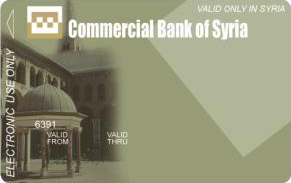 VALID ONLY IN SYRIA
Commercial Bank of Syria
ELECTRONIC USE ONLY
6391
VALID FROM
VALID THRU